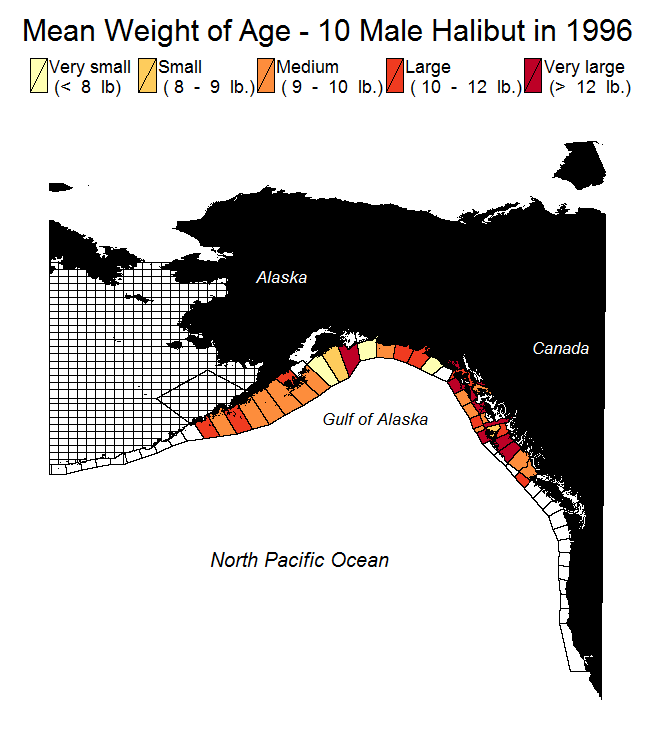 Mean Weight of Age - 10 Male Halibut in 1996
Very small Small Medium Large Very large
(< 8 lb) ( 8 - 9 lb.) ( 9 - 10 lb.) ( 10 - 12 lb.) (> 12 lb.)
Alaska
Canada
Gulf of Alaska
North Pacific Ocean